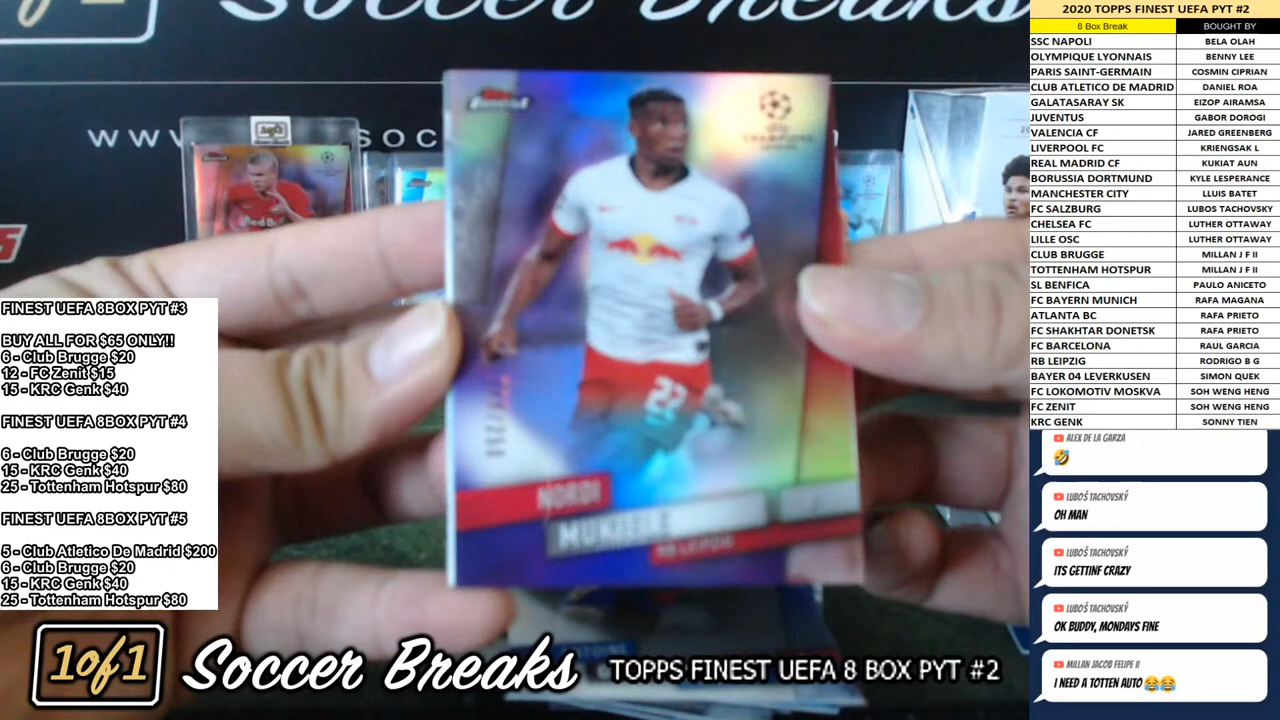 Soccer Breaks
2020 TOPPS FINEST UEFA PYT #2
8 Box Break BOUGHT BY
SSC NAPOLI BELA OLAH
OLYMPIQUE LYONNAIS BENNY LEE
PARIS SAINT-GERMAIN COSMIN CIPRIAN
CLUB ATLETICO DE MADRID DANIEL ROA
GALATASARAY SK EIZOP AIRAMSA
JUVENTUS GABOR DOROGI
VALENCIA CF JARED GREENBERG
LIVERPOOL FC KRIENGSAK L
REAL MADRID CF KUKIAT AUN
BORUSSIA DORTMUND KYLE LESPERANCE
MANCHESTER CITY LLUIS BATET
FC SALZBURG LUBOS TACHOVSKY
CHELSEA FC LUTHER OTTAWAY
LILLE OSC LUTHER OTTAWAY
CLUB BRUGGE MILLAN J F II
TOTTENHAM HOTSPUR MILLAN J F II
SL BENFICA PAULO ANICETO
FC BAYERN MUNICH RAFA MAGANA
ATLANTA BC RAFA PRIETO
FC SHAKHTAR DONETSK RAFA PRIETO
FC BARCELONA RAUL GARCIA
RB LEIPZIG RODRIGO B G
BAYER 04 LEVERKUSEN SIMON QUEK
FC LOKOMOTIV MOSKVA SOH WENG HENG
FC ZENIT SOH WENG HENG
KRC GENK SONNY TIEN
FINEST UEFA 8BOX PYT #3
BUY ALL FOR $65 ONLY!!
6 - Club Brugge $20
12 - FC Zenit $15
15 - KRC Genk $40
FINEST UEFA 8BOX PYT #4
6 - Club Brugge $20
15 - KRC Genk $40
25 - Tottenham Hotspur $80
FINEST UEFA 8BOX PYT #5
5 - Club Atletico De Madrid $200
6 - Club Brugge $20
15 - KRC Genk $40
25 - Tottenham Hotspur $80
www. soc
Finest
CHAMPIONS
LEAGUE
Red Bull
22
NORDI
MUKIELE
RB LEIPZIG
ALEX DE LA GARZA
🤣
LUBOŠ TACHOVSKÝ
OH MAN
LUBOŠ TACHOVSKÝ
ITS GETTINF CRAZY
LUBOŠ TACHOVSKÝ
OK BUDDY, MONDAYS FINE
MILLAN JACOB FELIPE II
I NEED A TOTTEN AUTO 😂😂
1of1 Soccer Breaks TOPPS FINEST UEFA 8 BOX PYT #2